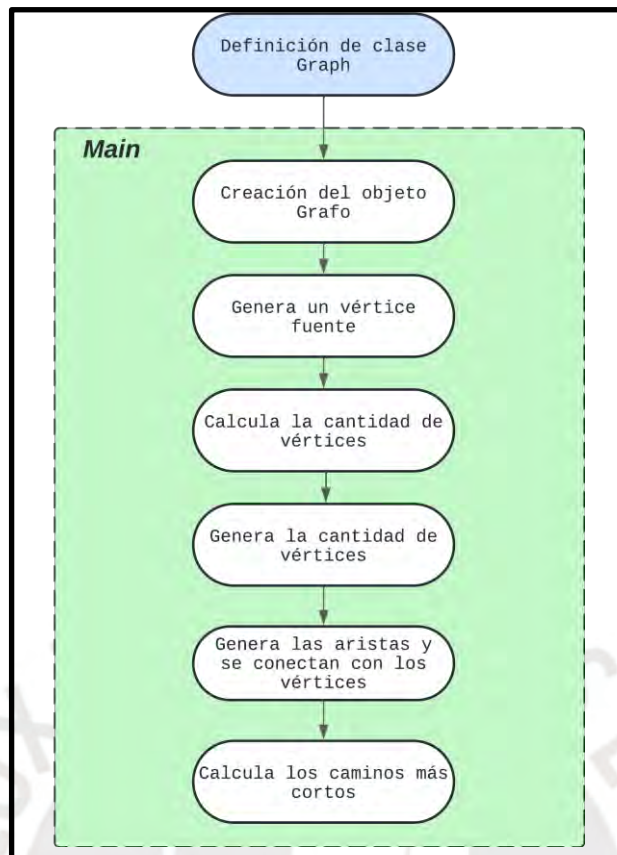 Definición de clase
Graph
Main
Creación del objeto
Grafo
Genera un vértice
fuente
Calcula la cantidad de
vértices
Genera la cantidad de
vértices
Genera las aristas y
se conectan con los
vértices
Calcula los caminos más
cortos